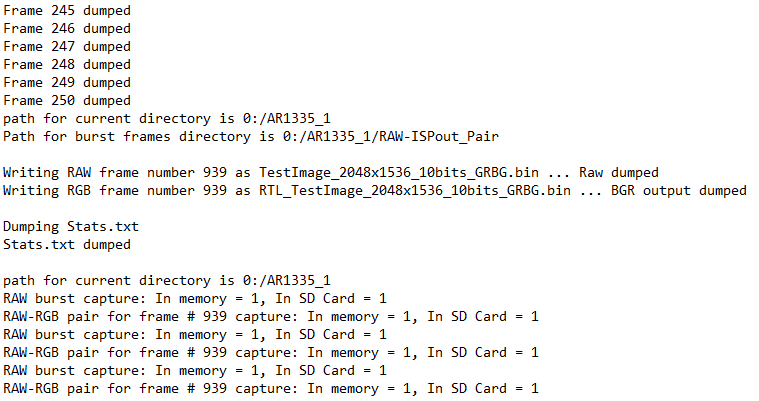 Frame 245 dumped
Frame 246 dumped
Frame 247 dumped
Frame 248 dumped
Frame 249 dumped
Frame 250 dumped
path for current directory is 0:/AR1335_1
Path for burst frames directory is 0:/AR1335_1/RAW-ISPout_Pair
Writing RAW frame number 939 as TestImage_2048x1536_10bits_GRBG.bin ... Raw dumped
Writing RGB frame number 939 as RTL_TestImage_2048x1536_10bits_GRBG.bin ... BGR output dumped
Dumping Stats.txt
Stats.txt dumped
path for current directory is 0:/AR1335_1
RAW burst capture: In memory = 1, In SD Card = 1
RAW-RGB pair for frame # 939 capture: In memory = 1, In SD Card = 1
RAW burst capture: In memory = 1, In SD Card = 1
RAW-RGB pair for frame # 939 capture: In memory = 1, In SD Card = 1
RAW burst capture: In memory = 1, In SD Card = 1
RAW-RGB pair for frame # 939 capture: In memory = 1, In SD Card = 1